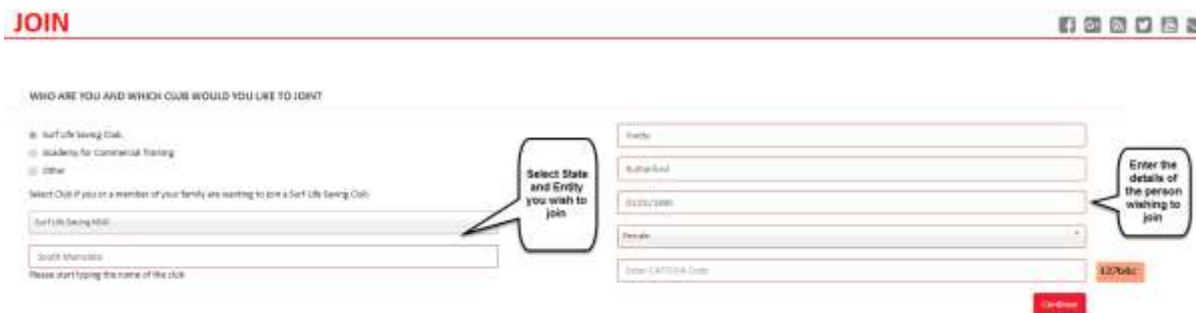 JOIN
WHO ARE YOU AND WHICH CLUB WOULD YOU LIKE TO JOIN?
Surf Life Saving Club
Academy for Commercial Training
Other
Select Club if you or a member of your family are wanting to join a Surf Life Saving Club
Surf Life Saving NSW
South Maroubra
Please start typing the name of the club
Select State
and Entity
you wish to
join
Rutherford
Female
Enter CAPTCHA Code
Continue
Enter the
details of
the person
wishing to
join